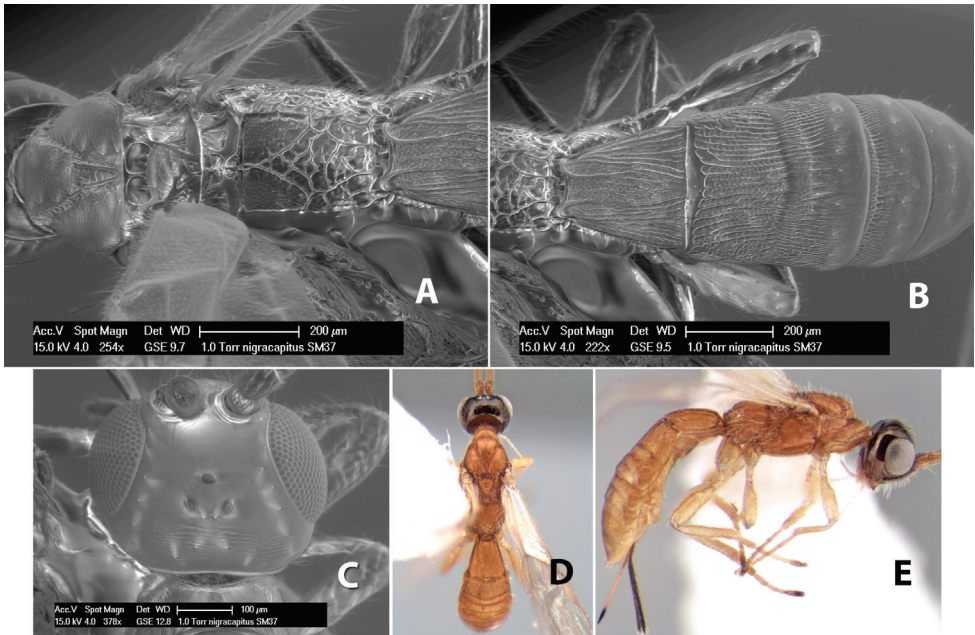 A
Acc.V Spot Magn Det WD 200 µm
15.0 kV 4.0 254x GSE 9.7 1.0 Torr nigracapitus SM37
B
Acc.V Spot Magn Det WD 200 µm
15.0 kV 4.0 222x GSE 9.5 1.0 Torr nigracapitus SM37
C
Acc.V Spot Magn Det WD 100 µm
15.0 kV 4.0 378x GSE 12.8 1.0 Torr nigracapitus SM37
D
E